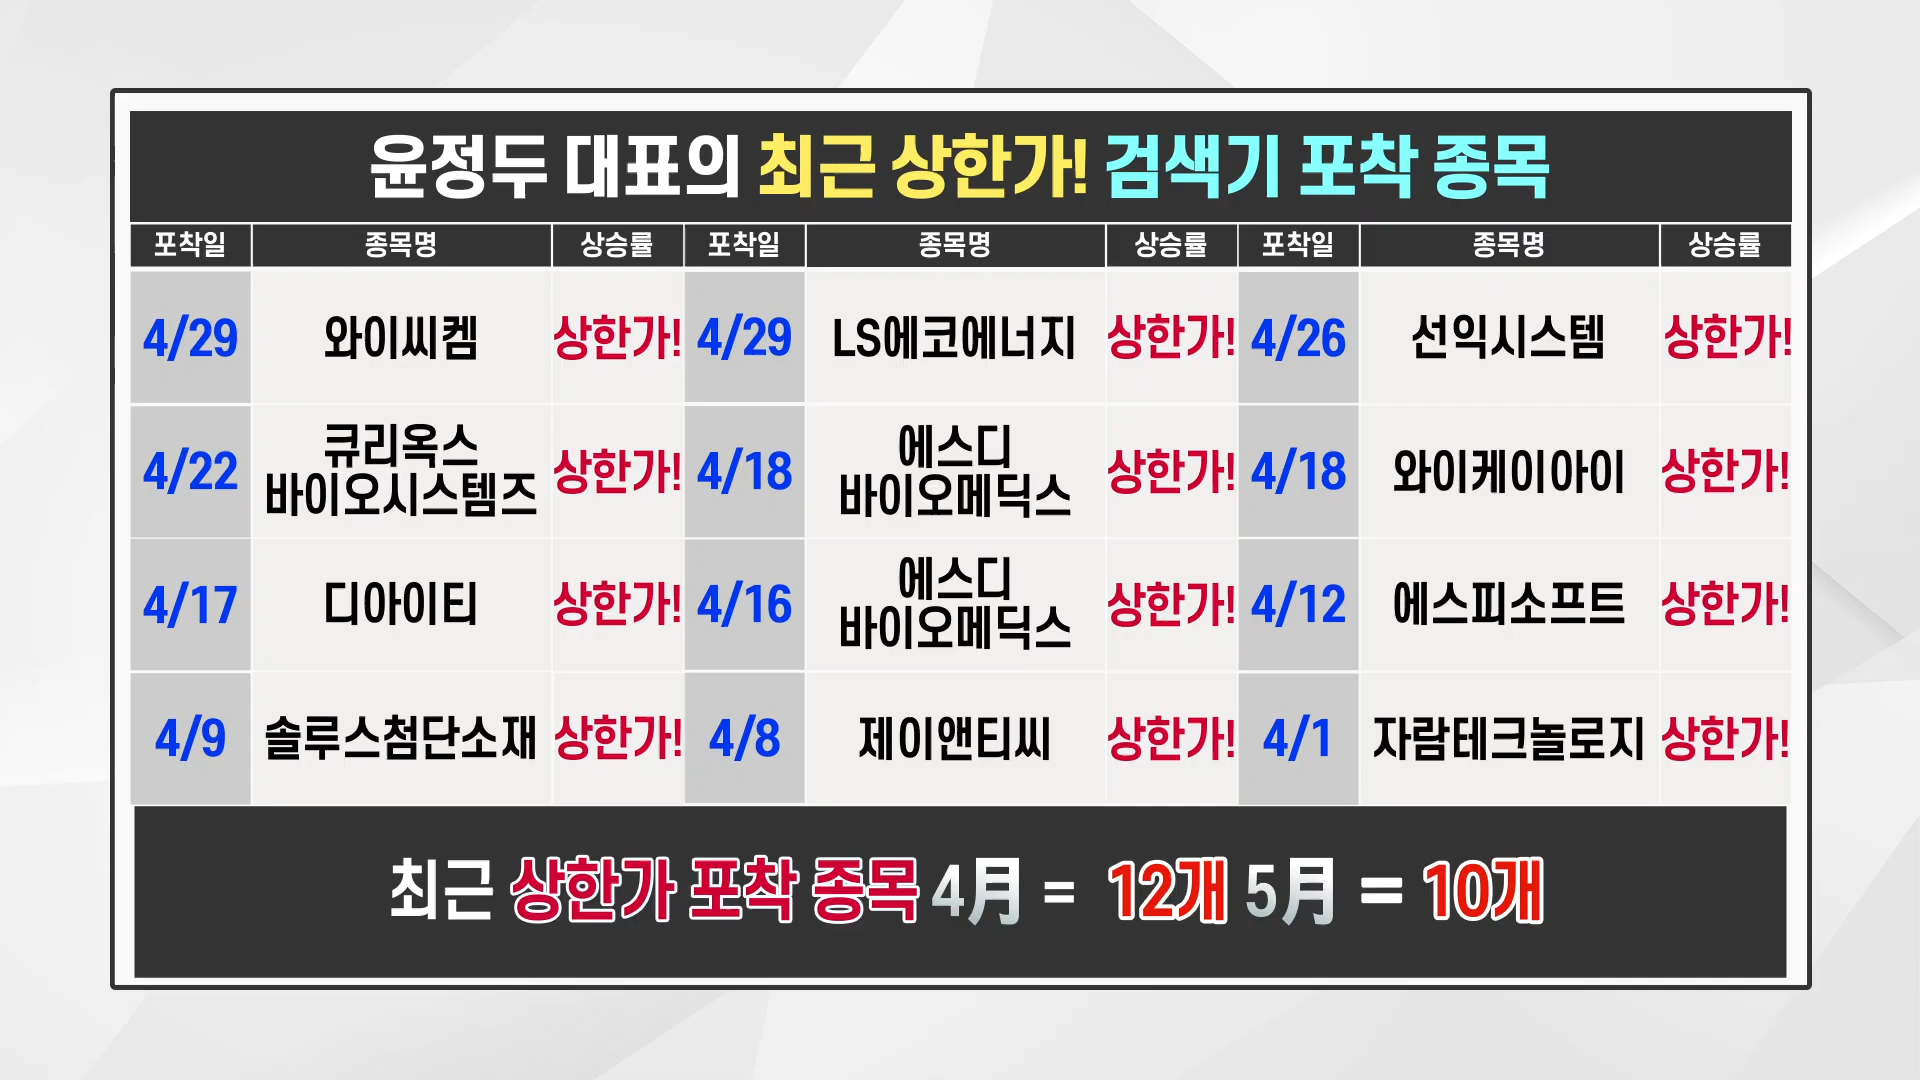 윤정두 대표의 최근 상한가! 검색기 포착 종목
포착일 종목명 상승률 포착일 종목명 상승률 포착일 종목명 상승률
4/29 와이씨켐 상한가! 4/29 LS에코에너지 상한가! 4/26 선익시스템 상한가!
4/22 큐리옥스 바이오시스템즈 상한가! 4/18 에스디 바이오메딕스 상한가! 4/18 와이케이아이 상한가!
4/17 디아이티 상한가! 4/16 에스디 바이오메딕스 상한가! 4/12 에스피소프트 상한가!
4/9 솔루스첨단소재 상한가! 4/8 제이앤티씨 상한가! 4/1 자람테크놀로지 상한가!
최근 상한가 포착 종목 4月 = 12개 5月 = 10개